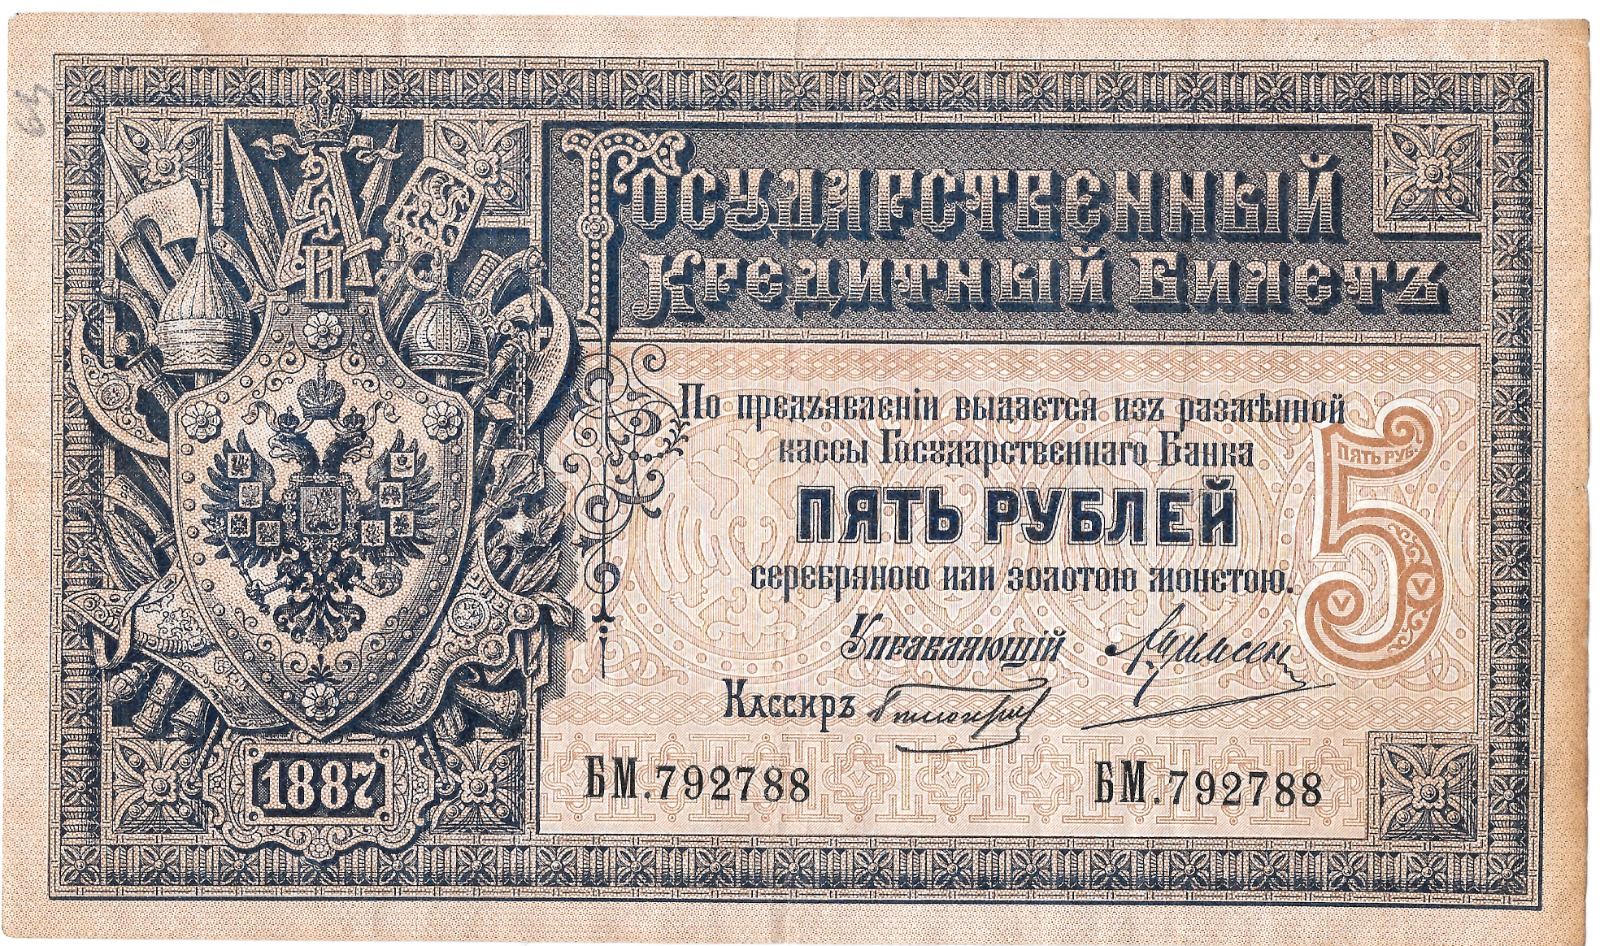 Государственный
Кредитный Билетъ
По предъявленіи выдается изъ размѣнной
кассы Государственнаго Банка
ПЯТЬ РУБЛЕЙ
серебряною или золотою монетою.
5
ПЯТЬ РУБ.
V V
Управляющій
Кассиръ
БМ.792788 БМ.792788
1887